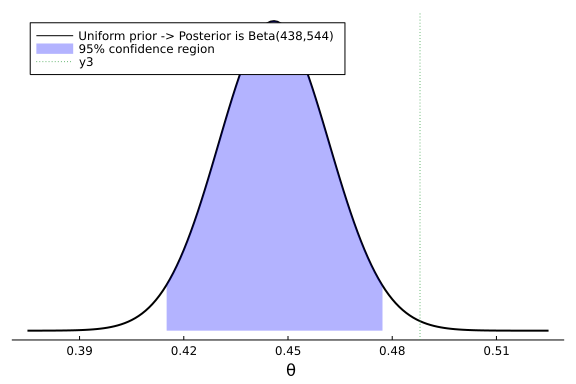 Uniform prior -> Posterior is Beta(438,544)
95% confidence region
y3
0.39 0.42 0.45 0.48 0.51
θ